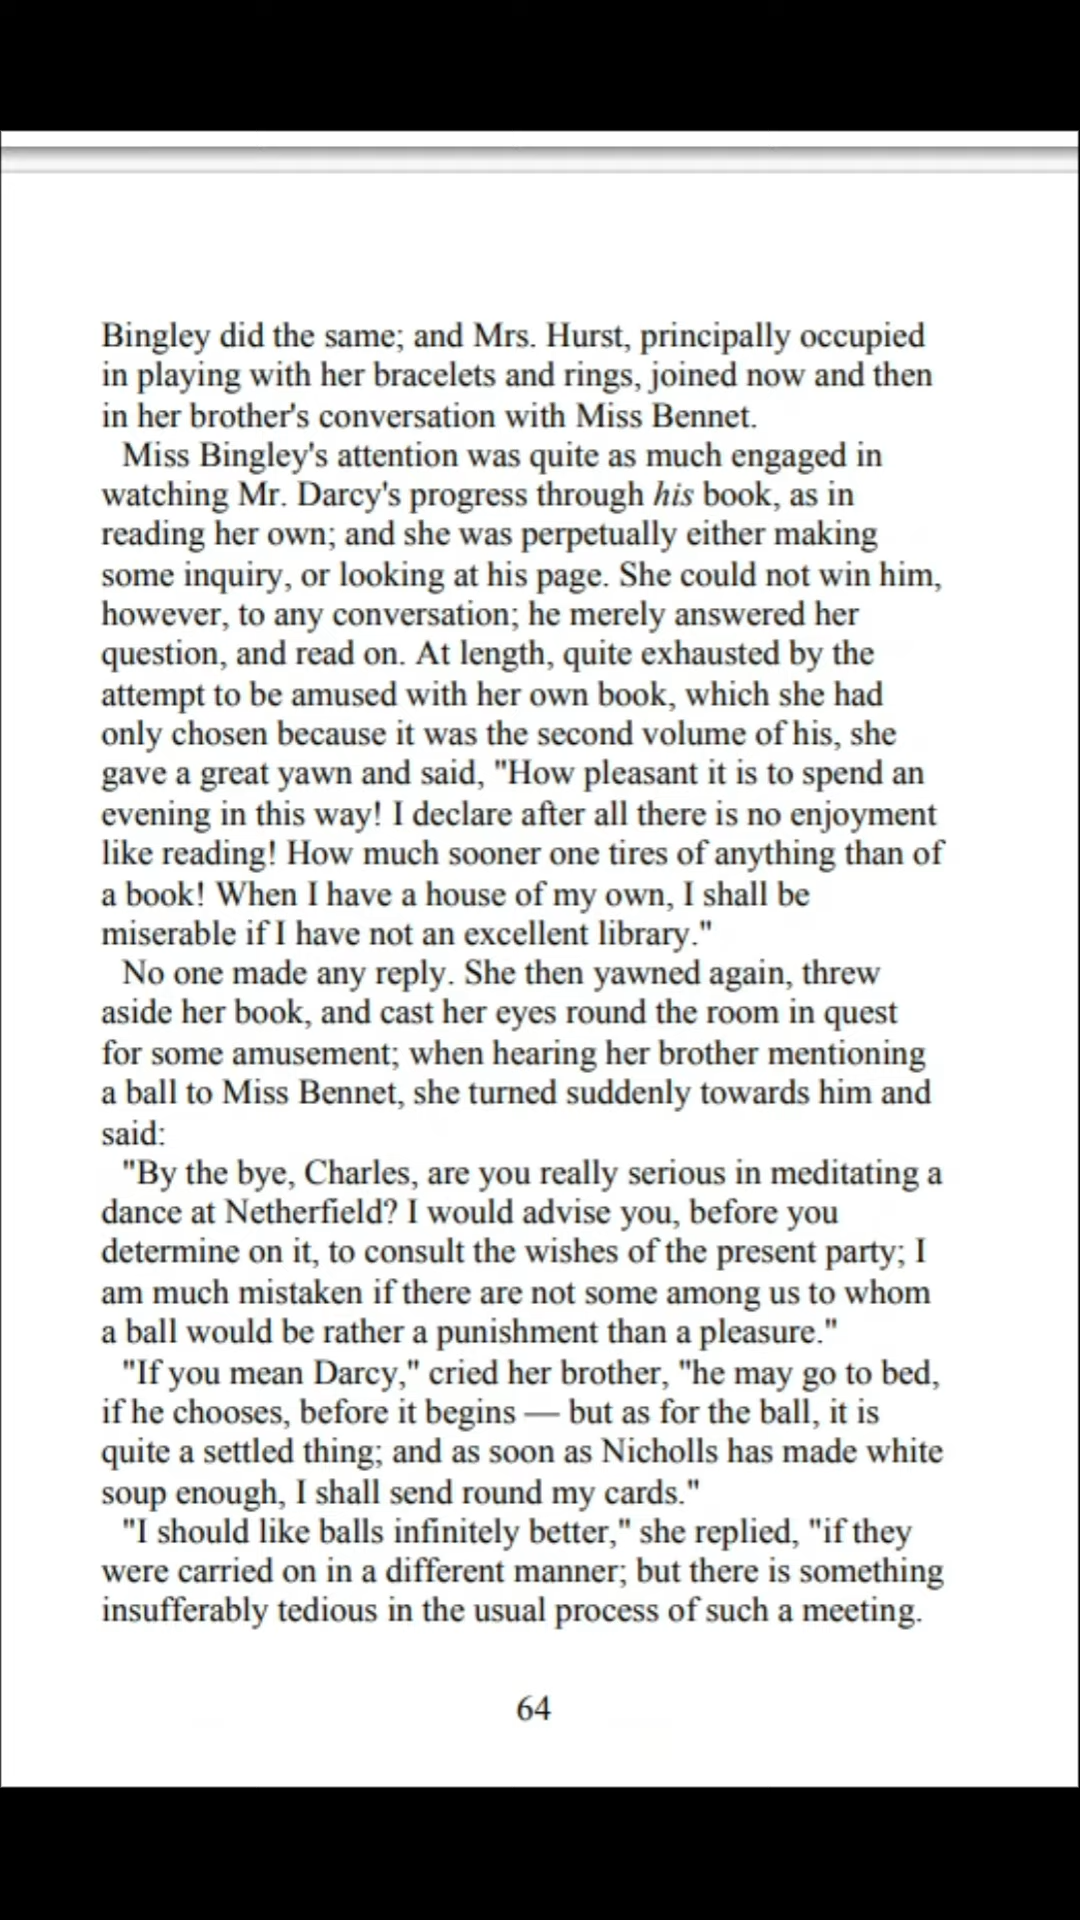 Bingley did the same; and Mrs. Hurst, principally occupied
in playing with her bracelets and rings, joined now and then
in her brother's conversation with Miss Bennet.
Miss Bingley's attention was quite as much engaged in
watching Mr. Darcy's progress through his book, as in
reading her own; and she was perpetually either making
some inquiry, or looking at his page. She could not win him,
however, to any conversation; he merely answered her
question, and read on. At length, quite exhausted by the
attempt to be amused with her own book, which she had
only chosen because it was the second volume of his, she
gave a great yawn and said, "How pleasant it is to spend an
evening in this way! I declare after all there is no enjoyment
like reading! How much sooner one tires of anything than of
a book! When I have a house of my own, I shall be
miserable if I have not an excellent library."
No one made any reply. She then yawned again, threw
aside her book, and cast her eyes round the room in quest
for some amusement; when hearing her brother mentioning
a ball to Miss Bennet, she turned suddenly towards him and
said:
"By the bye, Charles, are you really serious in meditating a
dance at Netherfield? I would advise you, before you
determine on it, to consult the wishes of the present party; I
am much mistaken if there are not some among us to whom
a ball would be rather a punishment than a pleasure."
"If you mean Darcy," cried her brother, "he may go to bed,
if he chooses, before it begins — but as for the ball, it is
quite a settled thing; and as soon as Nicholls has made white
soup enough, I shall send round my cards."
"I should like balls infinitely better," she replied, "if they
were carried on in a different manner; but there is something
insufferably tedious in the usual process of such a meeting.
64